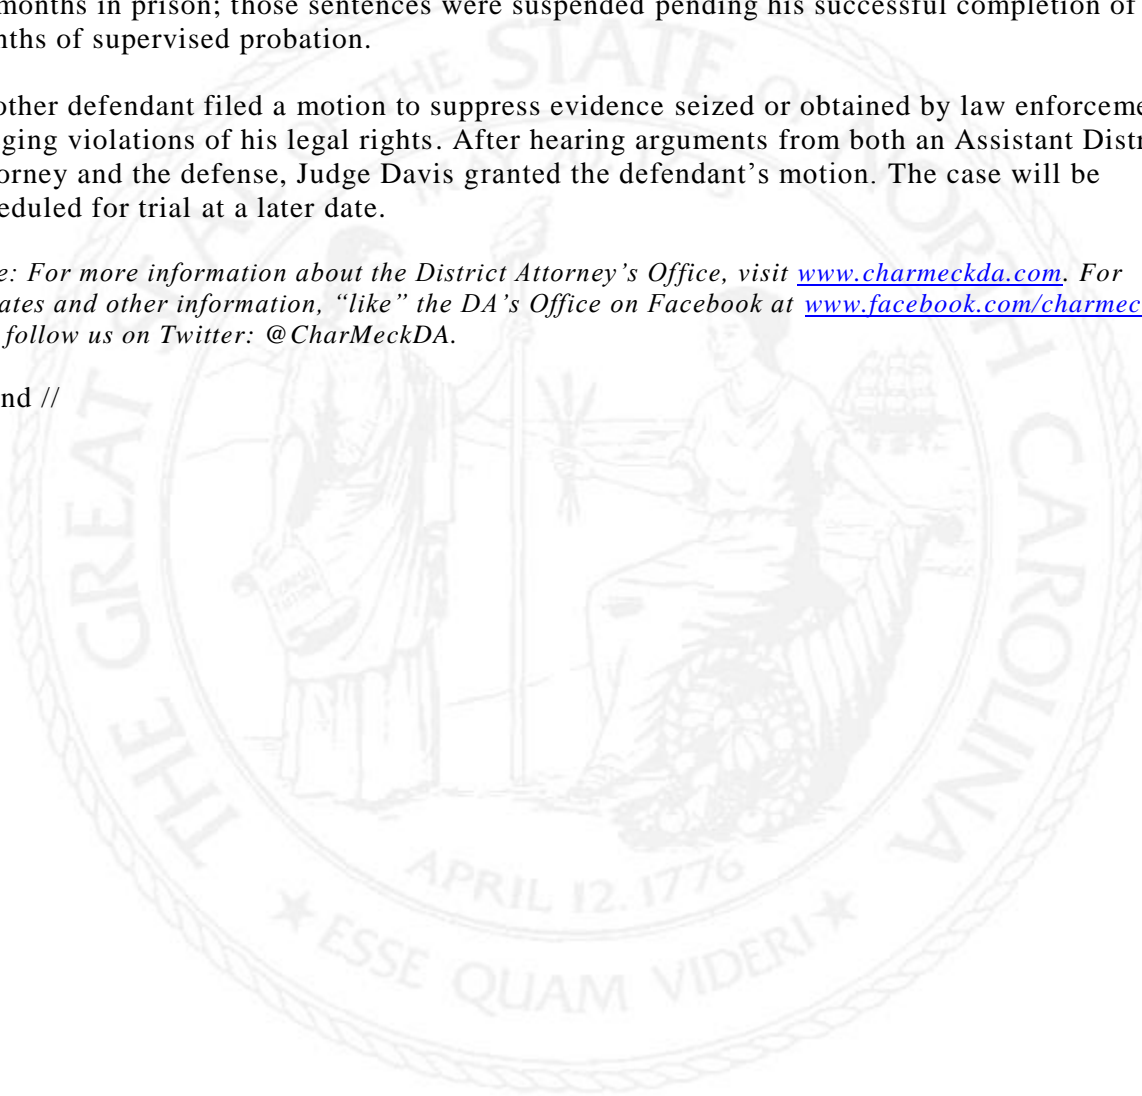 months in prison; those sentences were suspended pending his successful completion of
nths of supervised probation.
other defendant filed a motion to suppress evidence seized or obtained by law enforceme
ging violations of his legal rights. After hearing arguments from both an Assistant Distr
orney and the defense, Judge Davis granted the defendant’s motion. The case will be
eduled for trial at a later date.
e: For more information about the District Attorney’s Office, visit www.charmeckda.com. For
ates and other information, “like” the DA’s Office on Facebook at www.facebook.com/charmec
follow us on Twitter: @CharMeckDA.
nd //
THE GREAT SEAL OF THE STATE OF NORTH CAROLINA
MAY 20, 1775
CONSTI
TUTION
APRIL 12. 1776
★ ESSE QUAM VIDERI ★